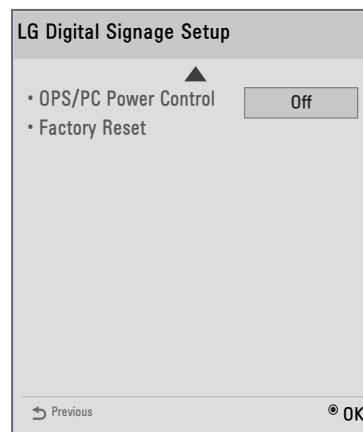 LG Digital Signage Setup
• OPS/PC Power Control Off
• Factory Reset
Previous OK